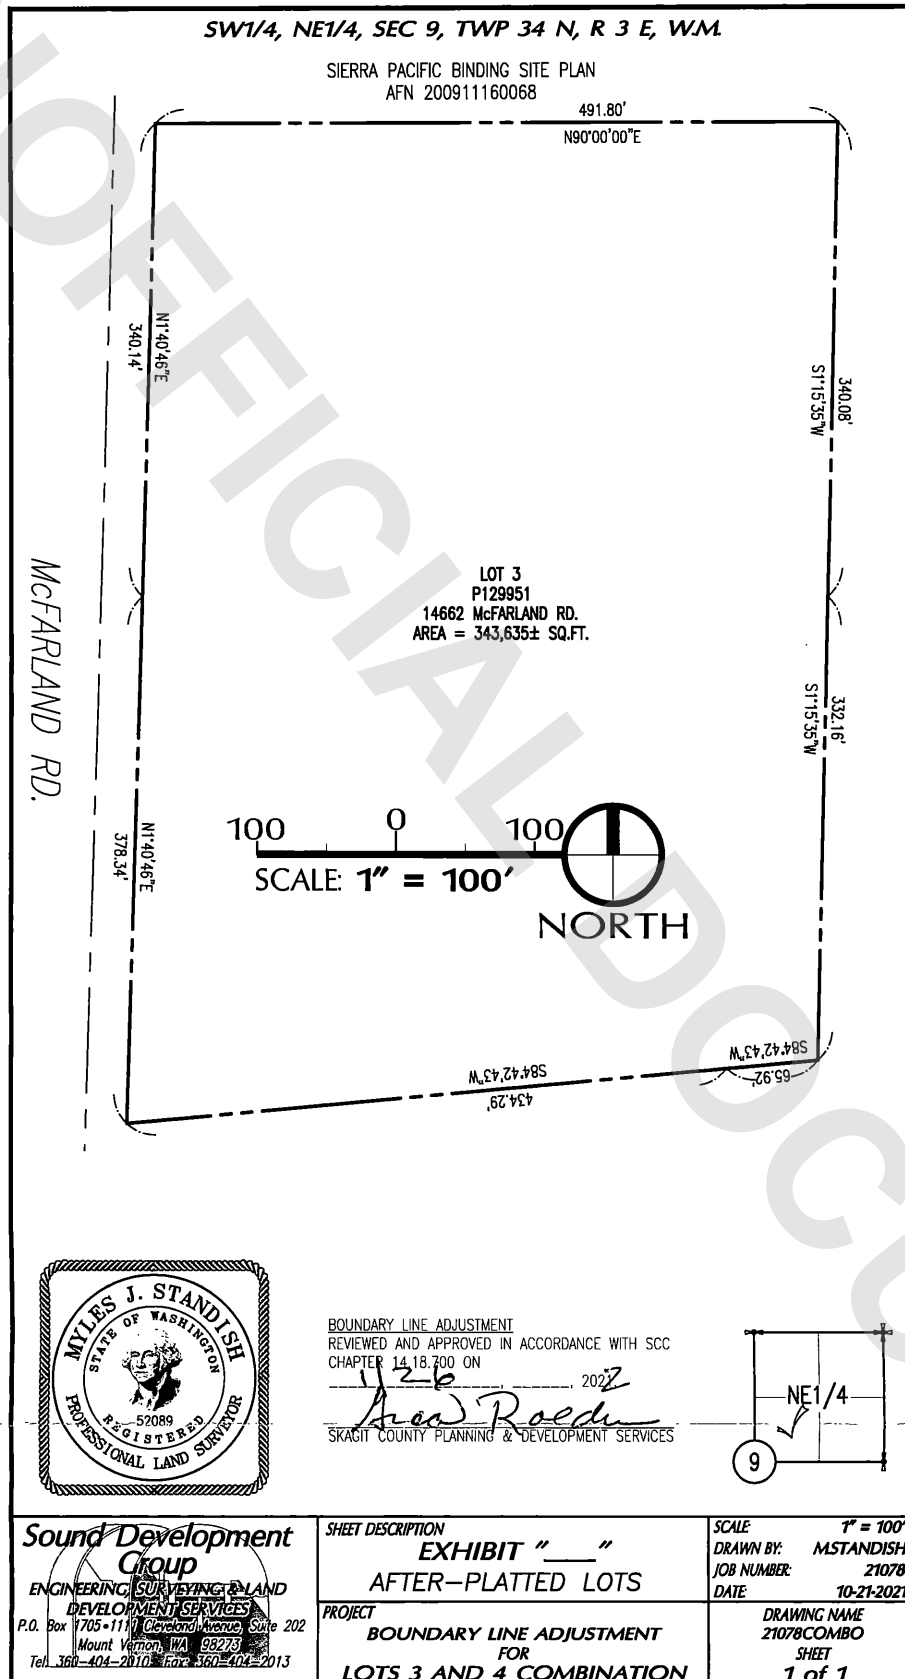 SW1/4, NE1/4, SEC 9, TWP 34 N, R 3 E, W.M.
SIERRA PACIFIC BINDING SITE PLAN
AFN 200911160068
491.80'
N90°00'00"E
N1°40'46"E
340.14'
340.08'
S1°15'35"W
LOT 3
P129951
14662 McFARLAND RD.
AREA = 343,635± SQ.FT.
McFARLAND RD.
332.16'
S1°15'35"W
N1°40'46"E
378.34'
100 0 100
SCALE: 1" = 100'
NORTH
S84°42'43"W
65.92'
S84°42'43"W
434.29'
MYLES J. STANDISH
STATE OF WASHINGTON
52089
REGISTERED
PROFESSIONAL LAND SURVEYOR
BOUNDARY LINE ADJUSTMENT
REVIEWED AND APPROVED IN ACCORDANCE WITH SCC
CHAPTER 14.18.700 ON
2022
SKAGIT COUNTY PLANNING & DEVELOPMENT SERVICES
NE1/4
9
Sound Development
Group
ENGINEERING, SURVEYING & LAND
DEVELOPMENT SERVICES
P.O. Box 1705•1111 Cleveland Avenue, Suite 202
Mount Vernon, WA 98273
Tel: 360-404-2010 Fax: 360-404-2013
SHEET DESCRIPTION
EXHIBIT "___"
AFTER-PLATTED LOTS
PROJECT
BOUNDARY LINE ADJUSTMENT
FOR
LOTS 3 AND 4 COMBINATION
SCALE: 1" = 100'
DRAWN BY: MSTANDISH
JOB NUMBER: 21078
DATE: 10-21-2021
DRAWING NAME
21078COMBO
SHEET
1 of 1
OFFICIAL DOCU